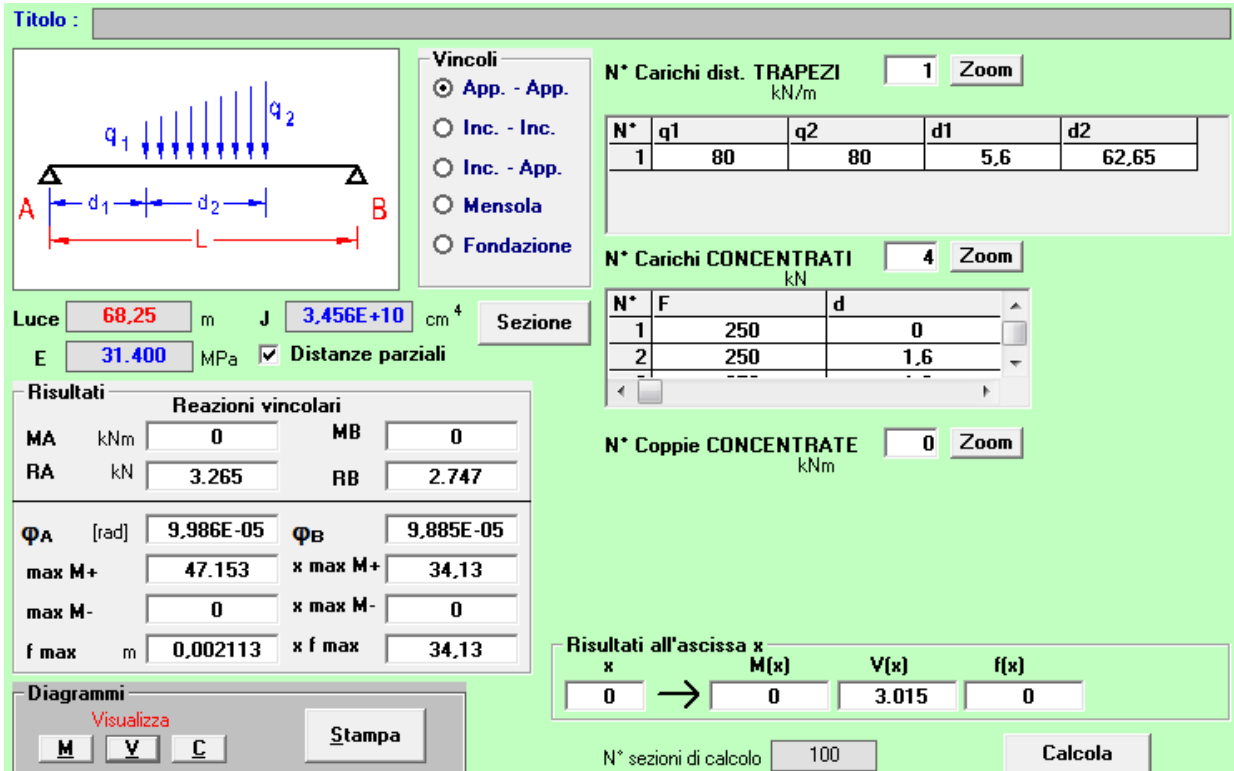 Titolo :
q1 q2
A d1 d2 B
L
Vincoli
App. - App.
Inc. - Inc.
Inc. - App.
Mensola
Fondazione
N° Carichi dist. TRAPEZI 1 Zoom
kN/m
N° q1 q2 d1 d2
1 80 80 5,6 62,65
N° Carichi CONCENTRATI 4 Zoom
kN
N° F d
1 250 0
2 250 1,6
N° Coppie CONCENTRATE 0 Zoom
kNm
Luce 68,25 m J 3,456E+10 cm 4 Sezione
E 31.400 MPa Distanze parziali
Risultati
Reazioni vincolari
MA kNm 0 MB 0
RA kN 3.265 RB 2.747
φA [rad] 9,986E-05 φB 9,885E-05
max M+ 47.153 x max M+ 34,13
max M- 0 x max M- 0
f max m 0,002113 x f max 34,13
Risultati all'ascissa x
x M(x) V(x) f(x)
0 0 3.015 0
Diagrammi
Visualizza
M V C Stampa
N° sezioni di calcolo 100 Calcola